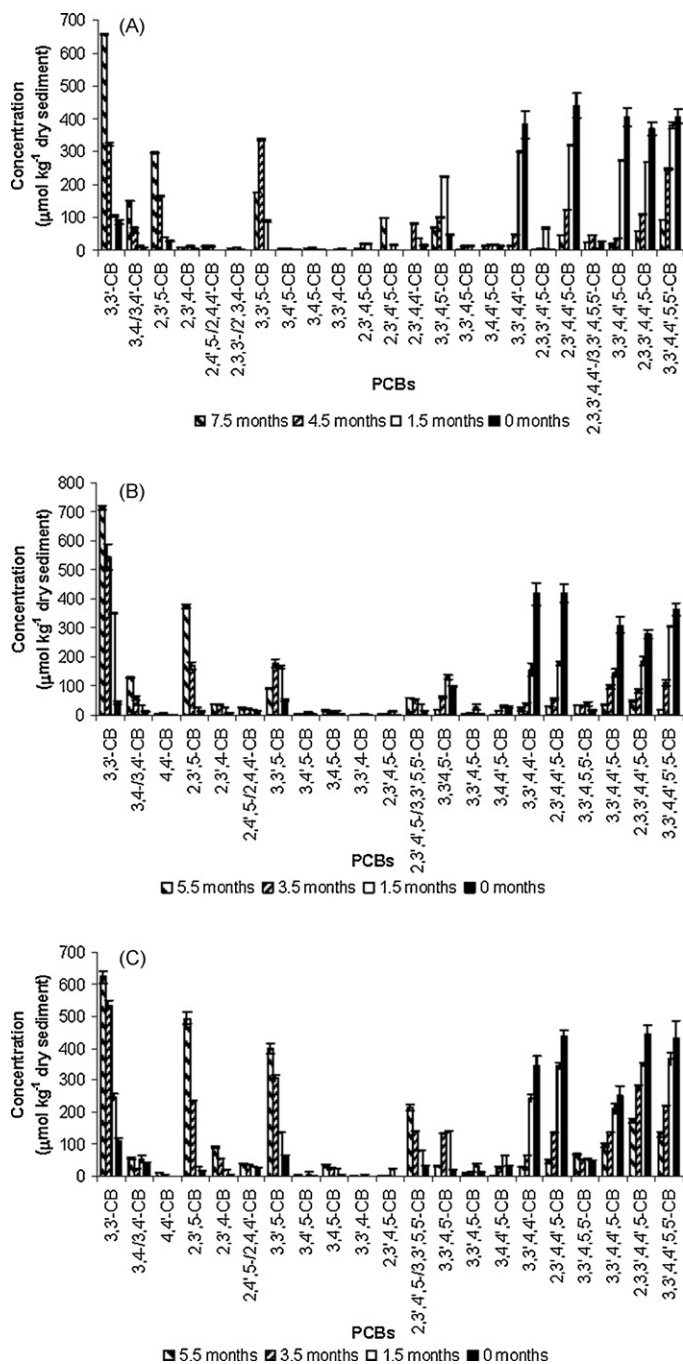 (A)
Concentration
(µmol kg⁻¹ dry sediment)
700
600
500
400
300
200
100
0
3,3'-CB
3,4-/3,4'-CB
2,3',5-CB
2,3',4-CB
2,4',5-/2,4,4'-CB
2,3,3'-/2',3,4-CB
3,3',5-CB
3,4',5-CB
3,4,5-CB
3,3',4-CB
2,3',4,5-CB
2,3',4',5-CB
2,3',4,4'-CB
3,3'4,5'-CB
3,3',4,5-CB
3,4,4',5-CB
3,3',4,4'-CB
2,3,3',4',5-CB
2,3',4,4',5-CB
2,3,3',4,4'-/3,3'4,5,5'-CB
3,3',4,4',5-CB
2,3,3',4,4',5-CB
3,3',4,4',5,5'-CB
PCBs
7.5 months 4.5 months 1.5 months 0 months
(B)
Concentration
(µmol kg⁻¹ dry sediment)
800
700
600
500
400
300
200
100
0
3,3'-CB
3,4-/3,4'-CB
4,4'-CB
2,3',5-CB
2,3',4-CB
2,4',5-/2,4,4'-CB
3,3',5-CB
3,4',5-CB
3,4,5-CB
3,3',4-CB
2,3',4,5-CB
2,3',4',5-/3,3',5,5'-CB
3,3'4,5'-CB
3,3',4,5-CB
3,4,4',5-CB
3,3',4,4'-CB
2,3',4,4',5-CB
3,3'4,5,5'-CB
3,3',4,4',5-CB
2,3,3',4,4',5-CB
3,3',4,4',5,5'-CB
PCBs
5.5 months 3.5 months 1.5 months 0 months
(C)
Concentration
(µmol kg⁻¹ dry sediment)
700
600
500
400
300
200
100
0
3,3'-CB
3,4-/3,4'-CB
4,4'-CB
2,3',5-CB
2,3',4-CB
2,4',5-/2,4,4'-CB
3,3',5-CB
3,4',5-CB
3,4,5-CB
3,3',4-CB
2,3',4,5-CB
2,3',4',5-/3,3',5,5'-CB
3,3'4,5'-CB
3,3',4,5-CB
3,4,4',5-CB
3,3',4,4'-CB
2,3',4,4',5-CB
3,3'4,5,5'-CB
3,3',4,4',5-CB
2,3,3',4,4',5-CB
3,3',4,4',5,5'-CB
PCBs
5.5 months 3.5 months 1.5 months 0 months